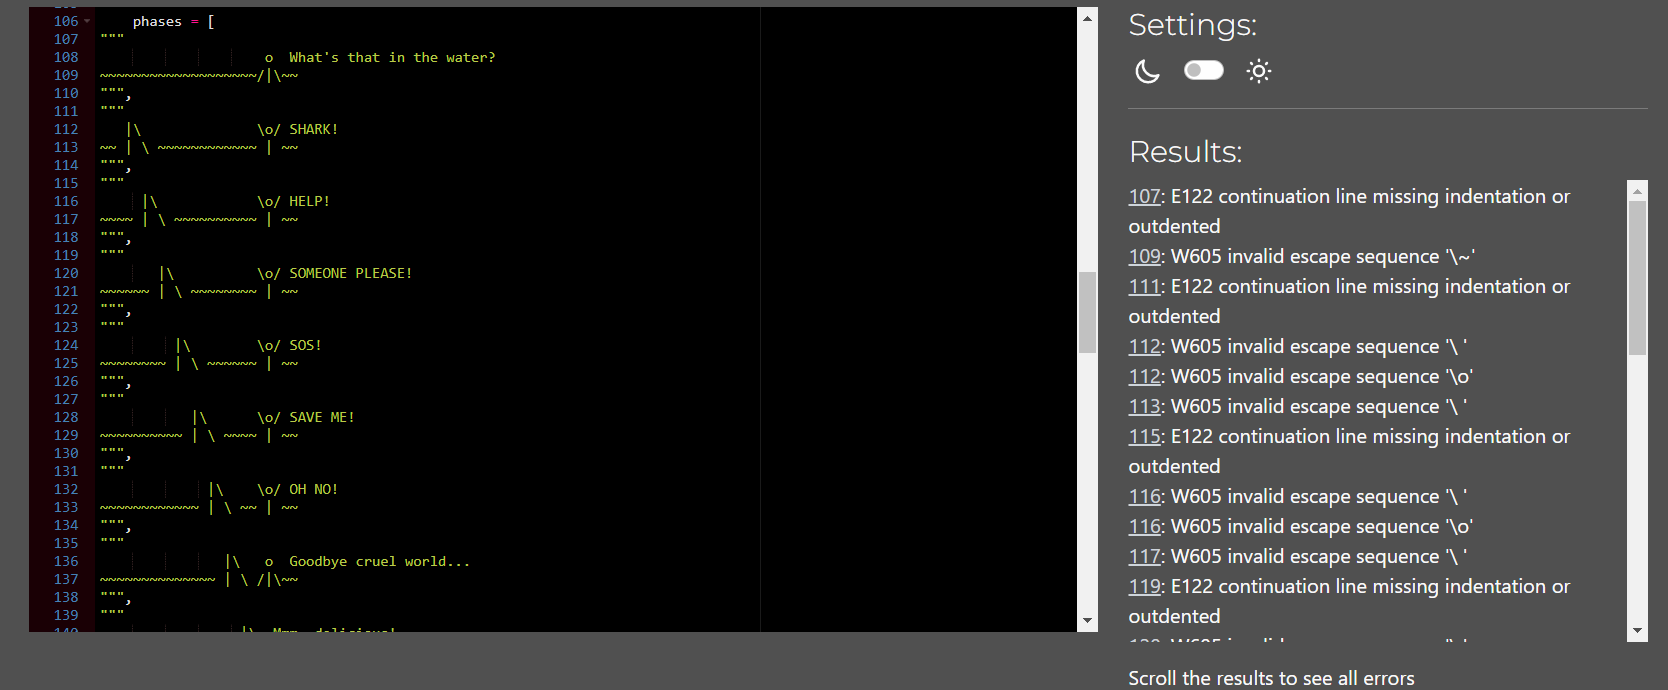 106 phases = [
107 """
108                     o  What's that in the water?
109 ~~~~~~~~~~~~~~~~~~~/|\~~
110 """,
111 """
112    |\              \o/ SHARK!
113 ~~ | \ ~~~~~~~~~~~~ | ~~
114 """,
115 """
116      |\            \o/ HELP!
117 ~~~~ | \ ~~~~~~~~~~ | ~~
118 """,
119 """
120        |\          \o/ SOMEONE PLEASE!
121 ~~~~~~ | \ ~~~~~~~~ | ~~
122 """,
123 """
124          |\        \o/ SOS!
125 ~~~~~~~~ | \ ~~~~~~ | ~~
126 """,
127 """
128            |\      \o/ SAVE ME!
129 ~~~~~~~~~~ | \ ~~~~ | ~~
130 """,
131 """
132              |\    \o/ OH NO!
133 ~~~~~~~~~~~~ | \ ~~ | ~~
134 """,
135 """
136                |\   o  Goodbye cruel world...
137 ~~~~~~~~~~~~~~ | \ /|\~~
138 """,
139 """
Settings:
Results:
107: E122 continuation line missing indentation or
outdented
109: W605 invalid escape sequence '\~'
111: E122 continuation line missing indentation or
outdented
112: W605 invalid escape sequence '\ '
112: W605 invalid escape sequence '\o'
113: W605 invalid escape sequence '\ '
115: E122 continuation line missing indentation or
outdented
116: W605 invalid escape sequence '\ '
116: W605 invalid escape sequence '\o'
117: W605 invalid escape sequence '\ '
119: E122 continuation line missing indentation or
outdented
Scroll the results to see all errors